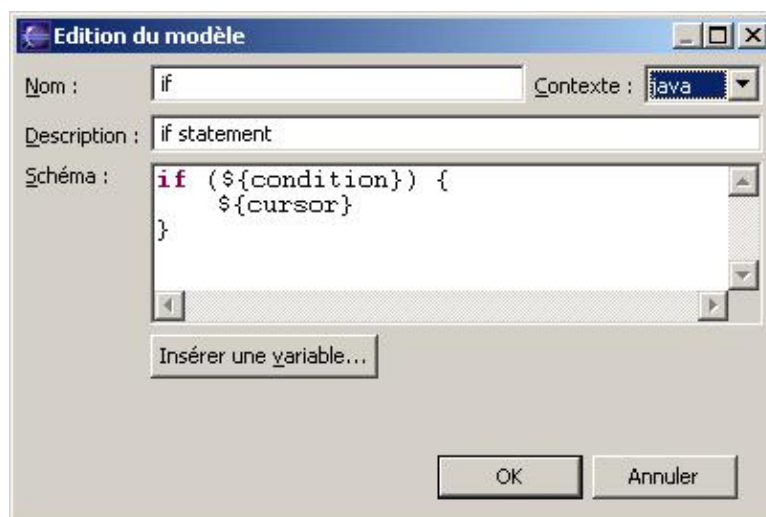 Edition du modèle
Nom : if Contexte : java
Description : if statement
Schéma : if (${condition}) {
${cursor}
}
Insérer une variable...
OK Annuler